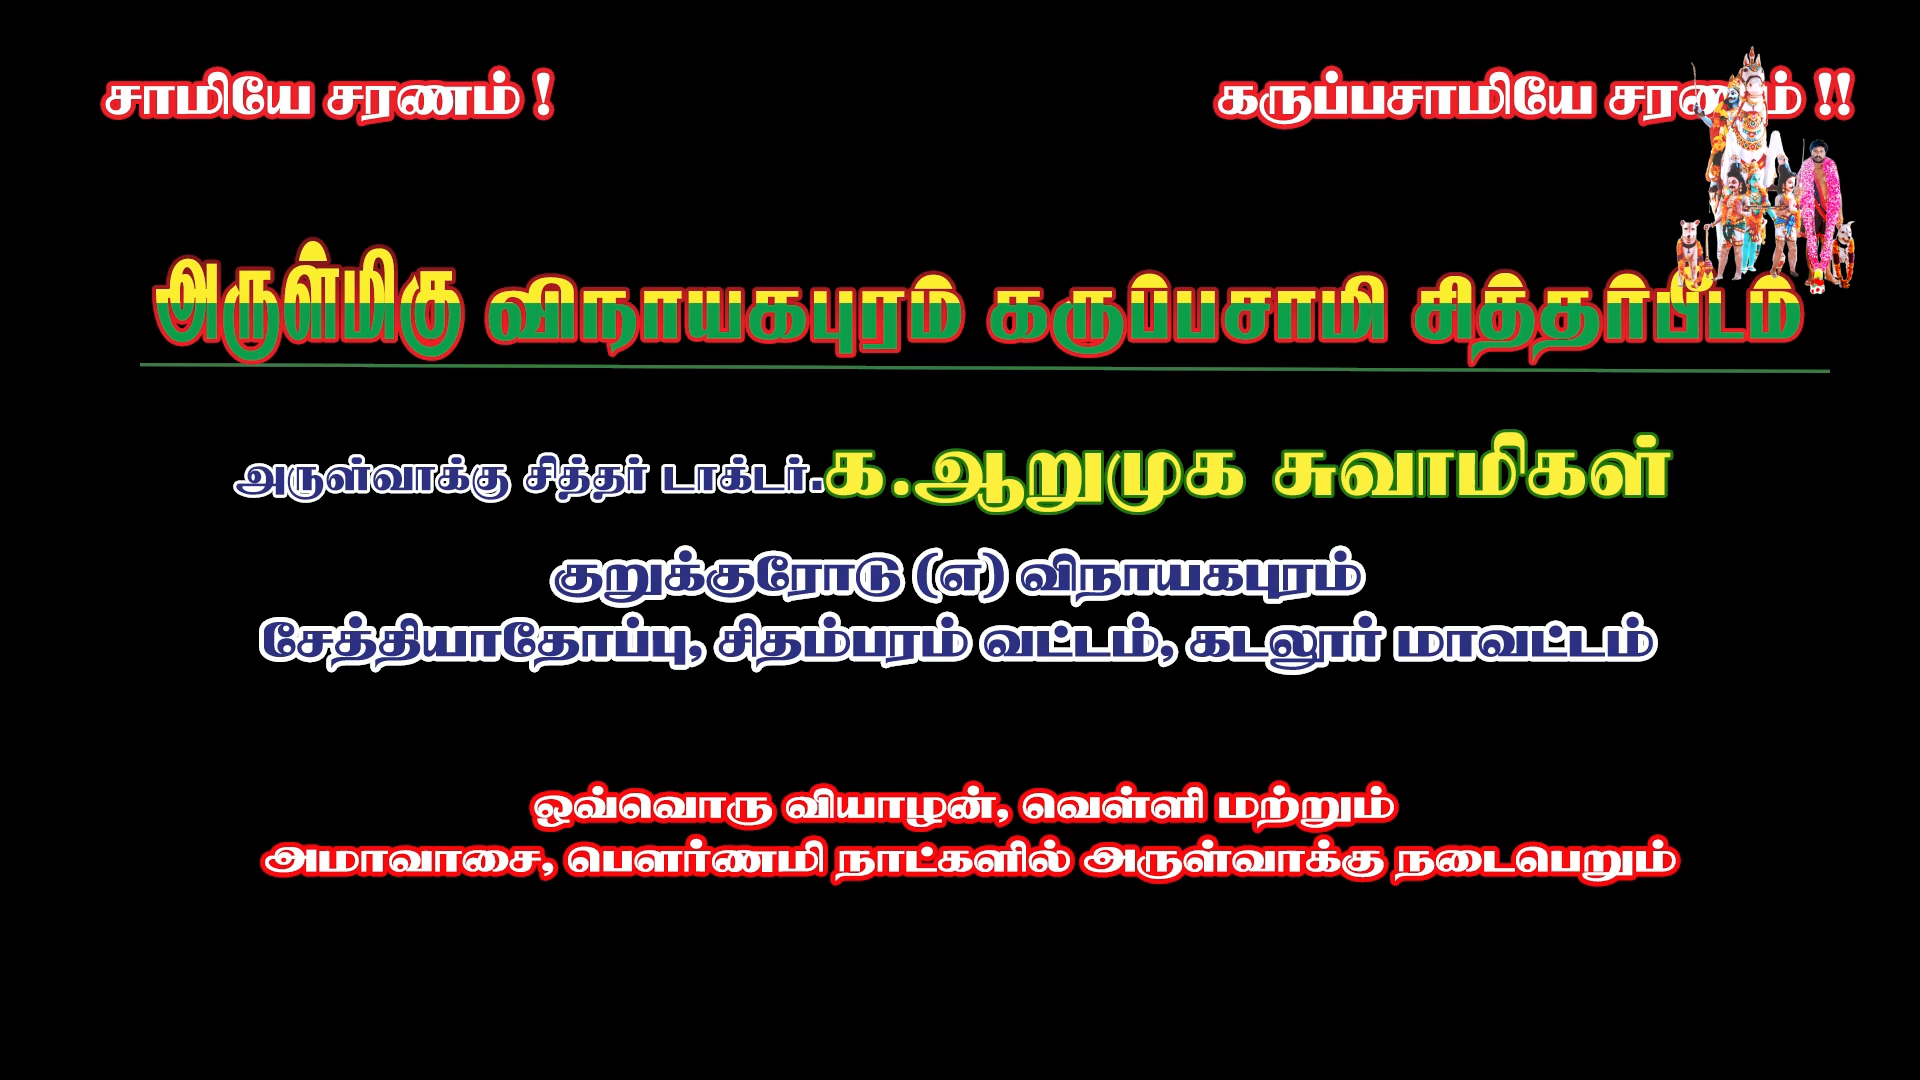 சாமியே சரணம் !
கருப்பசாமியே சரணம் !!
அருள்மிகு விநாயகபுரம் கருப்பசாமி சித்தர்பீடம்
அருள்வாக்கு சித்தர் டாக்டர்.க.ஆறுமுக சுவாமிகள்
குறுக்குரோடு (எ) விநாயகபுரம்
சேத்தியாதோப்பு, சிதம்பரம் வட்டம், கடலூர் மாவட்டம்
ஒவ்வொரு வியாழன், வெள்ளி மற்றும்
அமாவாசை, பௌர்ணமி நாட்களில் அருள்வாக்கு நடைபெறும்